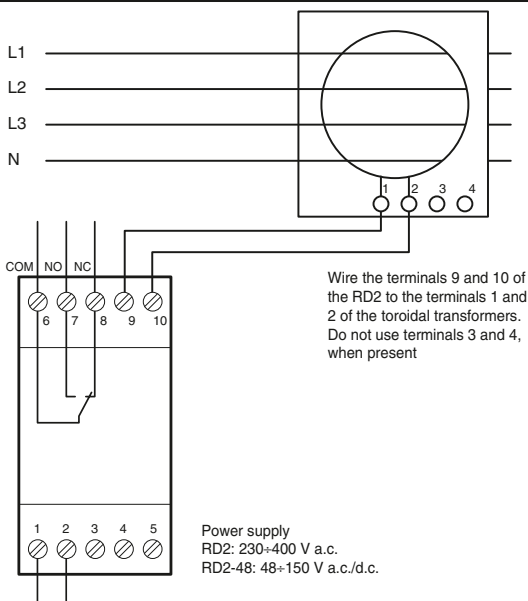 L1
L2
L3
N
1 2 3 4
COM NO NC
6 7 8 9 10
Wire the terminals 9 and 10 of
the RD2 to the terminals 1 and
2 of the toroidal transformers.
Do not use terminals 3 and 4,
when present
1 2 3 4 5
Power supply
RD2: 230÷400 V a.c.
RD2-48: 48÷150 V a.c./d.c.